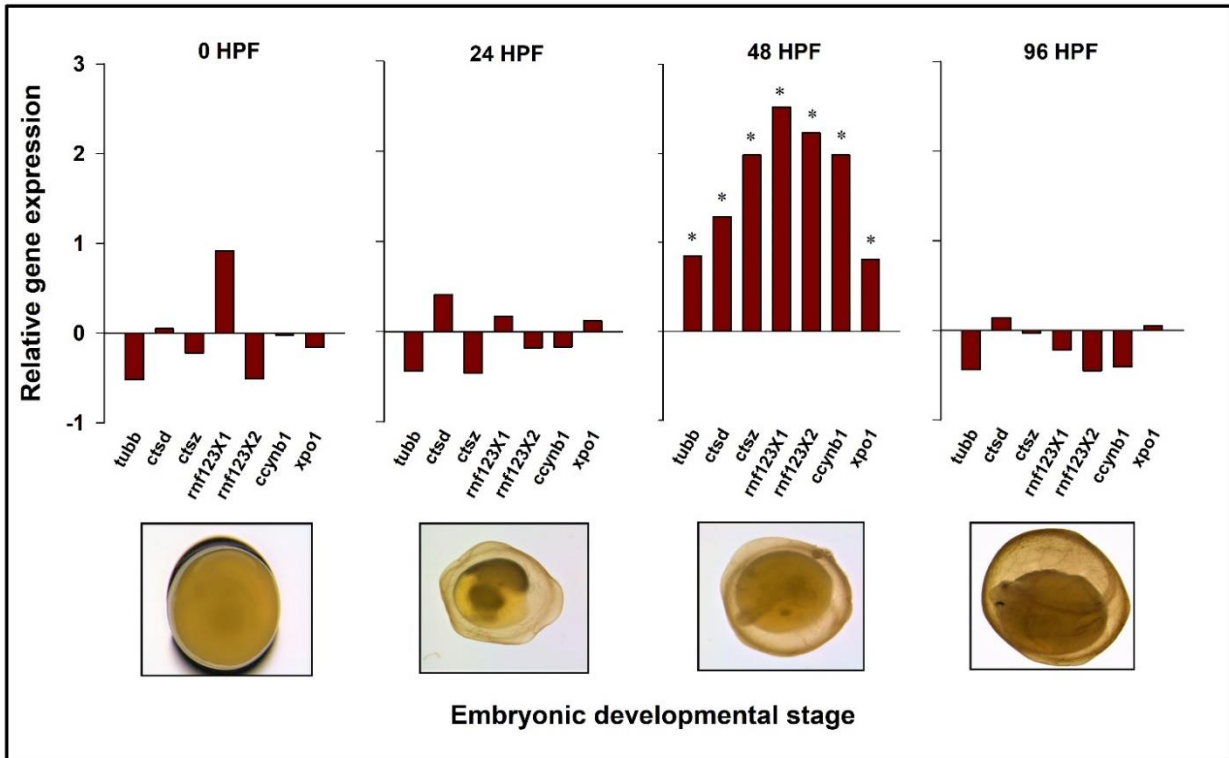 0 HPF
24 HPF
48 HPF
96 HPF
Relative gene expression
3
2
1
0
-1
* * * * * * *
tubb ctsd ctsz rnf123X1 rnf123X2 ccynb1 xpo1
tubb ctsd ctsz rnf123X1 rnf123X2 ccynb1 xpo1
tubb ctsd ctsz rnf123X1 rnf123X2 ccynb1 xpo1
tubb ctsd ctsz rnf123X1 rnf123X2 ccynb1 xpo1
Embryonic developmental stage